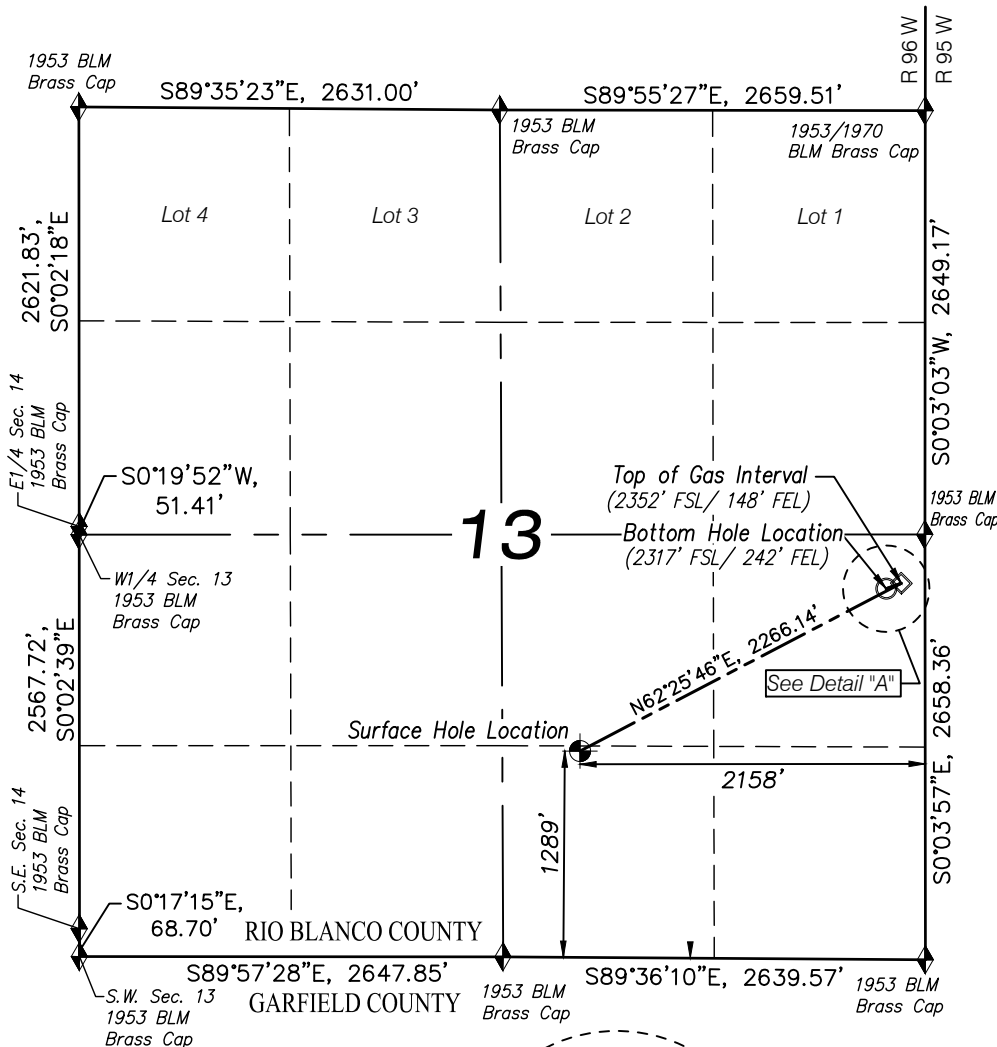 R 96 W
R 95 W
1953 BLM
Brass Cap
S89°35'23"E, 2631.00'
S89°55'27"E, 2659.51'
1953 BLM
Brass Cap
1953/1970
BLM Brass Cap
Lot 4
Lot 3
Lot 2
Lot 1
2621.83',
S0°02'18"E
S0°03'03"W, 2649.17'
E1/4 Sec. 14
1953 BLM
Brass Cap
S0°19'52"W,
51.41'
13
Top of Gas Interval
(2352' FSL/ 148' FEL)
Bottom Hole Location
(2317' FSL/ 242' FEL)
1953 BLM
Brass Cap
W1/4 Sec. 13
1953 BLM
Brass Cap
N62°25'46"E, 2266.14'
See Detail "A"
2567.72',
S0°02'39"E
Surface Hole Location
2158'
1289'
S0°03'57"E, 2658.36'
S.E. Sec. 14
1953 BLM
Brass Cap
S0°17'15"E,
68.70'
RIO BLANCO COUNTY
S89°57'28"E, 2647.85'
S89°36'10"E, 2639.57'
GARFIELD COUNTY
S.W. Sec. 13
1953 BLM
Brass Cap
1953 BLM
Brass Cap
1953 BLM
Brass Cap